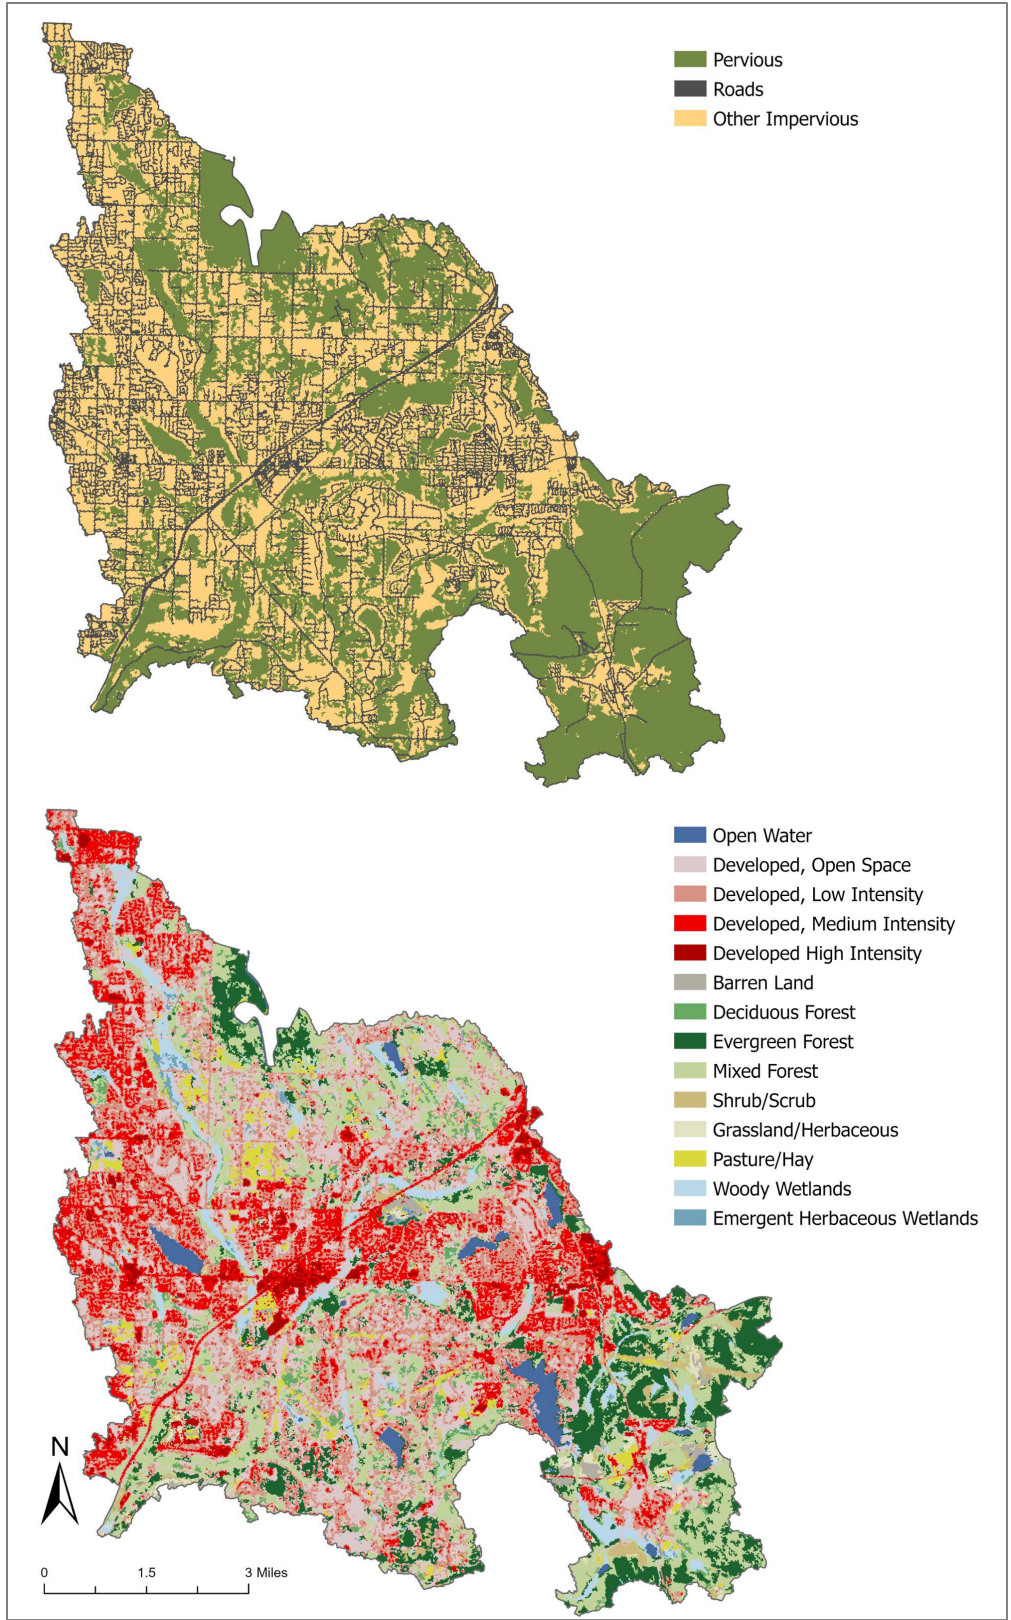 Pervious
Roads
Other Impervious
Open Water
Developed, Open Space
Developed, Low Intensity
Developed, Medium Intensity
Developed High Intensity
Barren Land
Deciduous Forest
Evergreen Forest
Mixed Forest
Shrub/Scrub
Grassland/Herbaceous
Pasture/Hay
Woody Wetlands
Emergent Herbaceous Wetlands
N
0 1.5 3 Miles